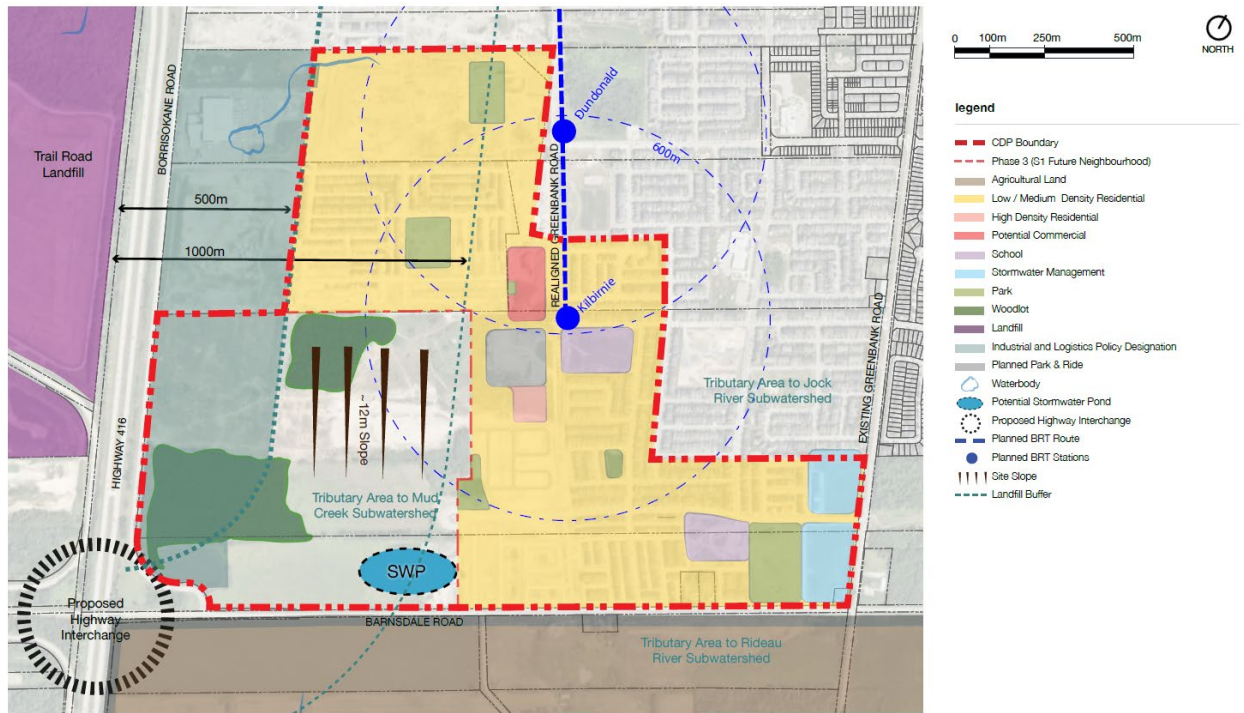 BORRISOKANE ROAD
Trail Road
Landfill
500m
1000m
HIGHWAY 416
Dundonald
600m
REALIGNED GREENBANK ROAD
Kilbirnie
~12m Slope
Tributary Area to Jock
River Subwatershed
EXISTING GREENBANK ROAD
Tributary Area to Mud
Creek Subwatershed
SWP
Proposed
Highway
Interchange
BARNSDALE ROAD
Tributary Area to Rideau
River Subwatershed
0 100m 250m 500m
NORTH
legend
CDP Boundary
Phase 3 (S1 Future Neighbourhood)
Agricultural Land
Low / Medium Density Residential
High Density Residential
Potential Commercial
School
Stormwater Management
Park
Woodlot
Landfill
Industrial and Logistics Policy Designation
Planned Park & Ride
Waterbody
Potential Stormwater Pond
Proposed Highway Interchange
Planned BRT Route
Planned BRT Stations
Site Slope
Landfill Buffer